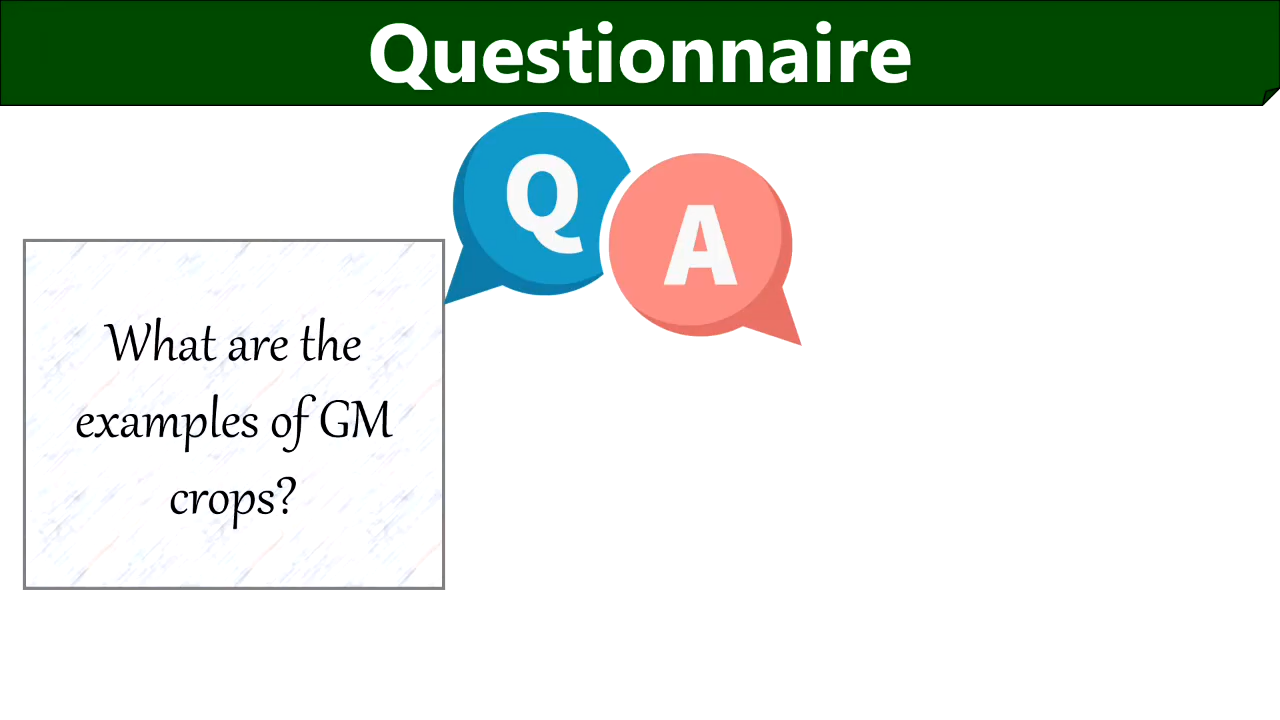 Questionnaire
Q
A
What are the
examples of GM
crops?